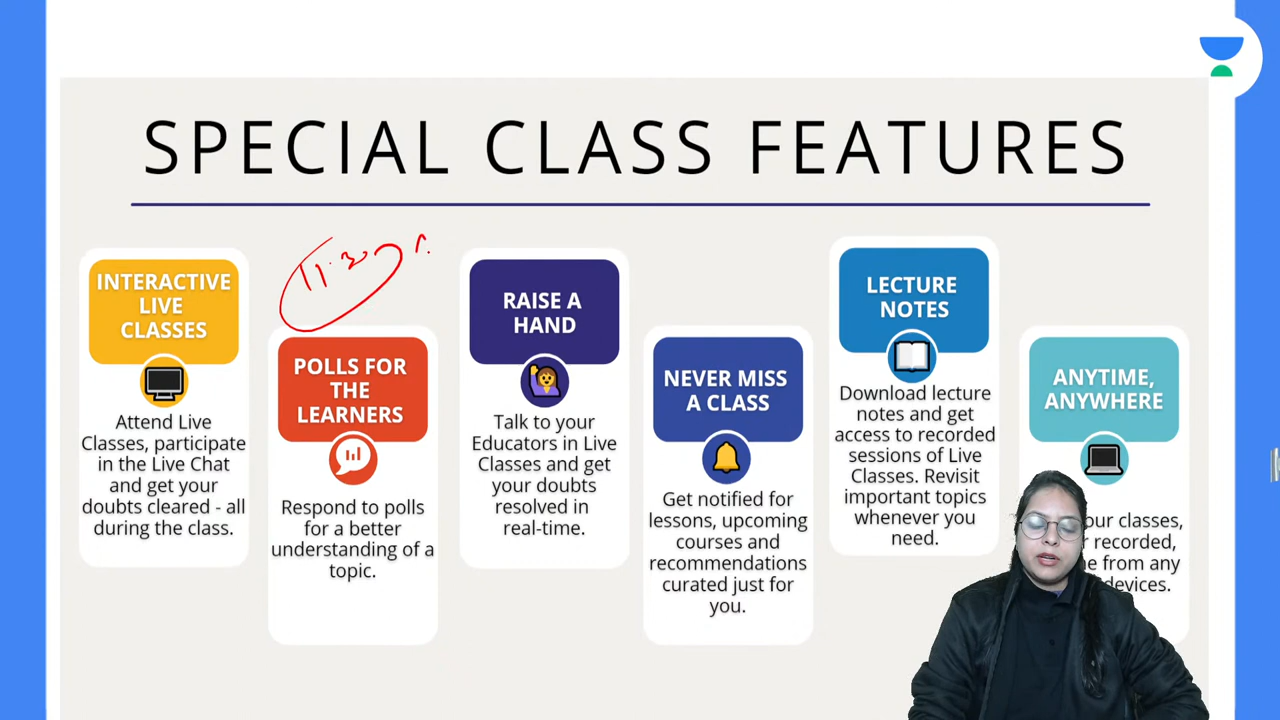 SPECIAL CLASS FEATURES
11:30
INTERACTIVE
LIVE
CLASSES
Attend Live
Classes, participate
in the Live Chat
and get your
doubts cleared - all
during the class.
POLLS FOR
THE
LEARNERS
Respond to polls
for a better
understanding of a
topic.
RAISE A
HAND
Talk to your
Educators in Live
Classes and get
your doubts
resolved in
real-time.
NEVER MISS
A CLASS
Get notified for
lessons, upcoming
courses and
recommendations
curated just for
you.
LECTURE
NOTES
Download lecture
notes and get
access to recorded
sessions of Live
Classes. Revisit
important topics
whenever you
need.
ANYTIME,
ANYWHERE
classes,
recorded,
from any
devices.